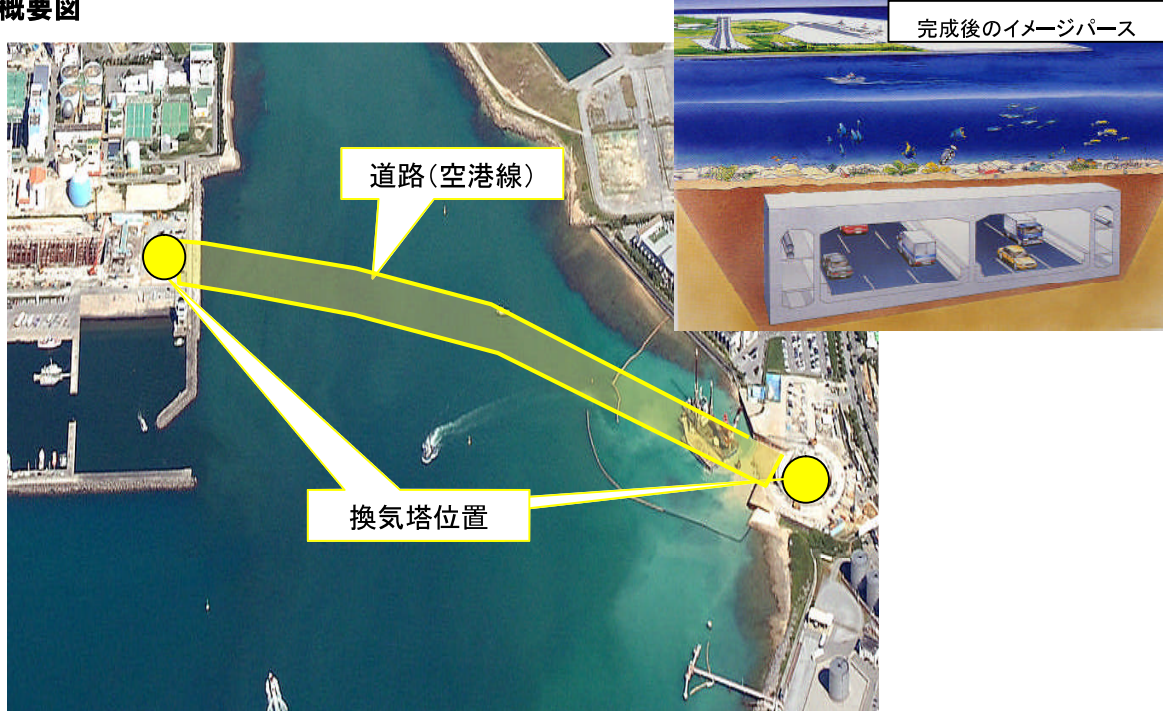 概要図
完成後のイメージパース
道路（空港線）
換気塔位置